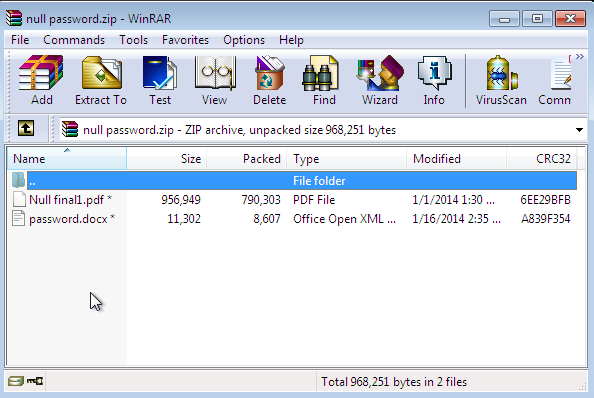 null password.zip - WinRAR
File Commands Tools Favorites Options Help
Add Extract To Test View Delete Find Wizard Info VirusScan Comm
null password.zip - ZIP archive, unpacked size 968,251 bytes
Name Size Packed Type Modified CRC32
.. File folder
Null final1.pdf * 956,949 790,303 PDF File 1/1/2014 1:30 ... 6EE29BFB
password.docx * 11,302 8,607 Office Open XML ... 1/16/2014 2:35 ... A839F354
Total 968,251 bytes in 2 files